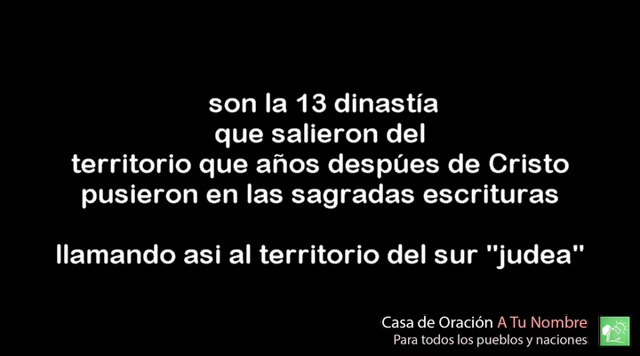 son la 13 dinastía
que salieron del
territorio que años despúes de Cristo
pusieron en las sagradas escrituras
llamando asi al territorio del sur "judea"
Casa de Oración A Tu Nombre
Para todos los pueblos y naciones